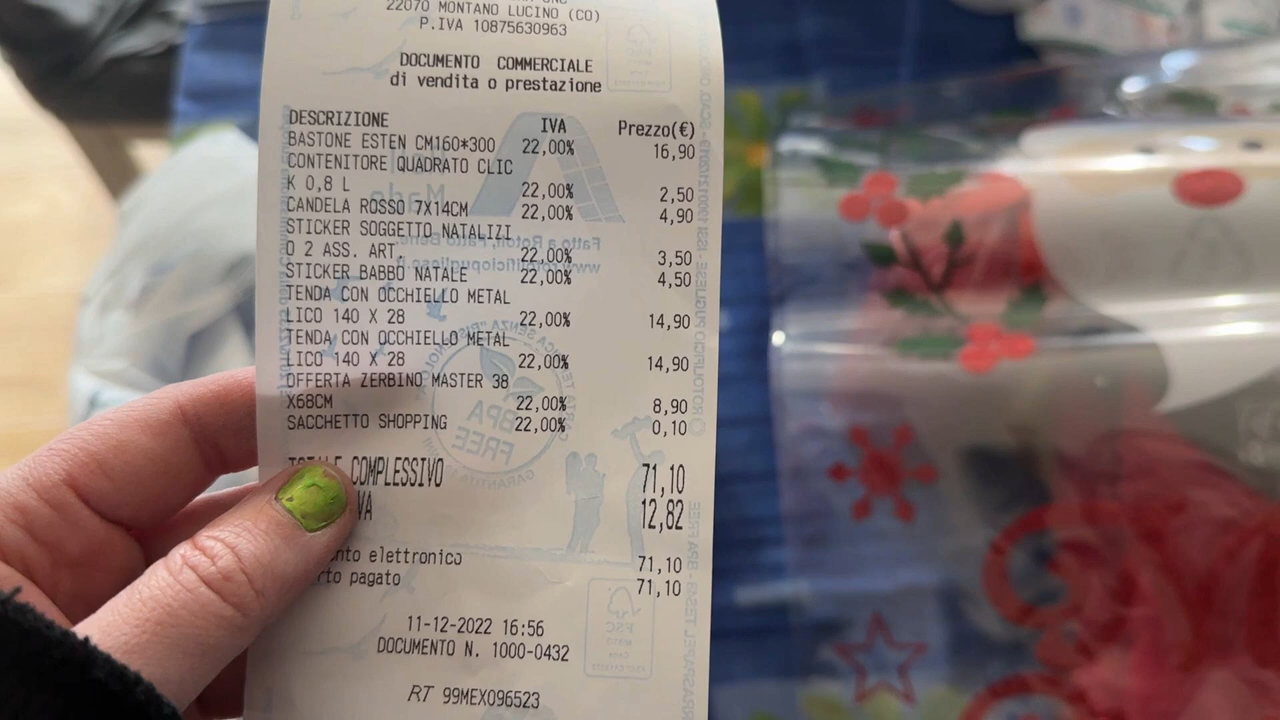 22070 MONTANO LUCINO (CO)
P.IVA 10875630963
DOCUMENTO COMMERCIALE
di vendita o prestazione
DESCRIZIONE IVA Prezzo(€)
BASTONE ESTEN CM160*300 22,00% 16,90
CONTENITORE QUADRATO CLIC
K 0,8 L 22,00% 2,50
CANDELA ROSSO 7X14CM 22,00% 4,90
STICKER SOGGETTO NATALIZI
O 2 ASS. ART. 22,00% 3,50
STICKER BABBO NATALE 22,00% 4,50
TENDA CON OCCHIELLO METAL
LICO 140 X 28 22,00% 14,90
TENDA CON OCCHIELLO METAL
LICO 140 X 28 22,00% 14,90
OFFERTA ZERBINO MASTER 38
X68CM 22,00% 8,90
SACCHETTO SHOPPING 22,00% 0,10
COMPLESSIVO 71,10
IVA 12,82
elettronico 71,10
pagato 71,10
11-12-2022 16:56
DOCUMENTO N. 1000-0432
RT 99MEX096523